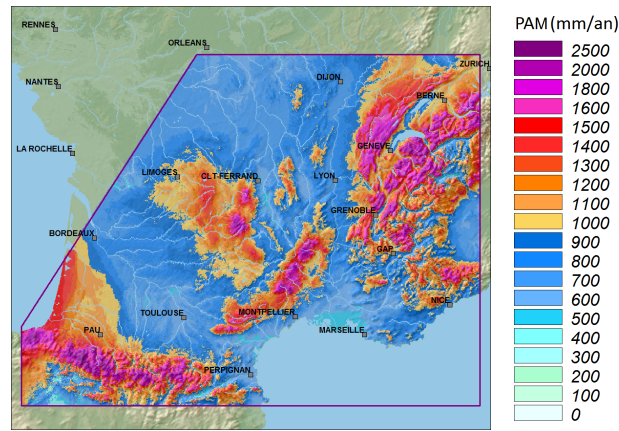 PAM (mm/an)
RENNES
ORLEANS
ZURICH
DIJON
NANTES
BERNE
LA ROCHELLE
GENEVE
LIMOGES
CLT-FERRAND
LYON
GRENOBLE
BORDEAUX
GAP
NICE
TOULOUSE
MONTPELLIER
MARSEILLE
PAU
PERPIGNAN
2500
2000
1800
1600
1500
1400
1300
1200
1100
1000
900
800
700
600
500
400
300
200
100
0